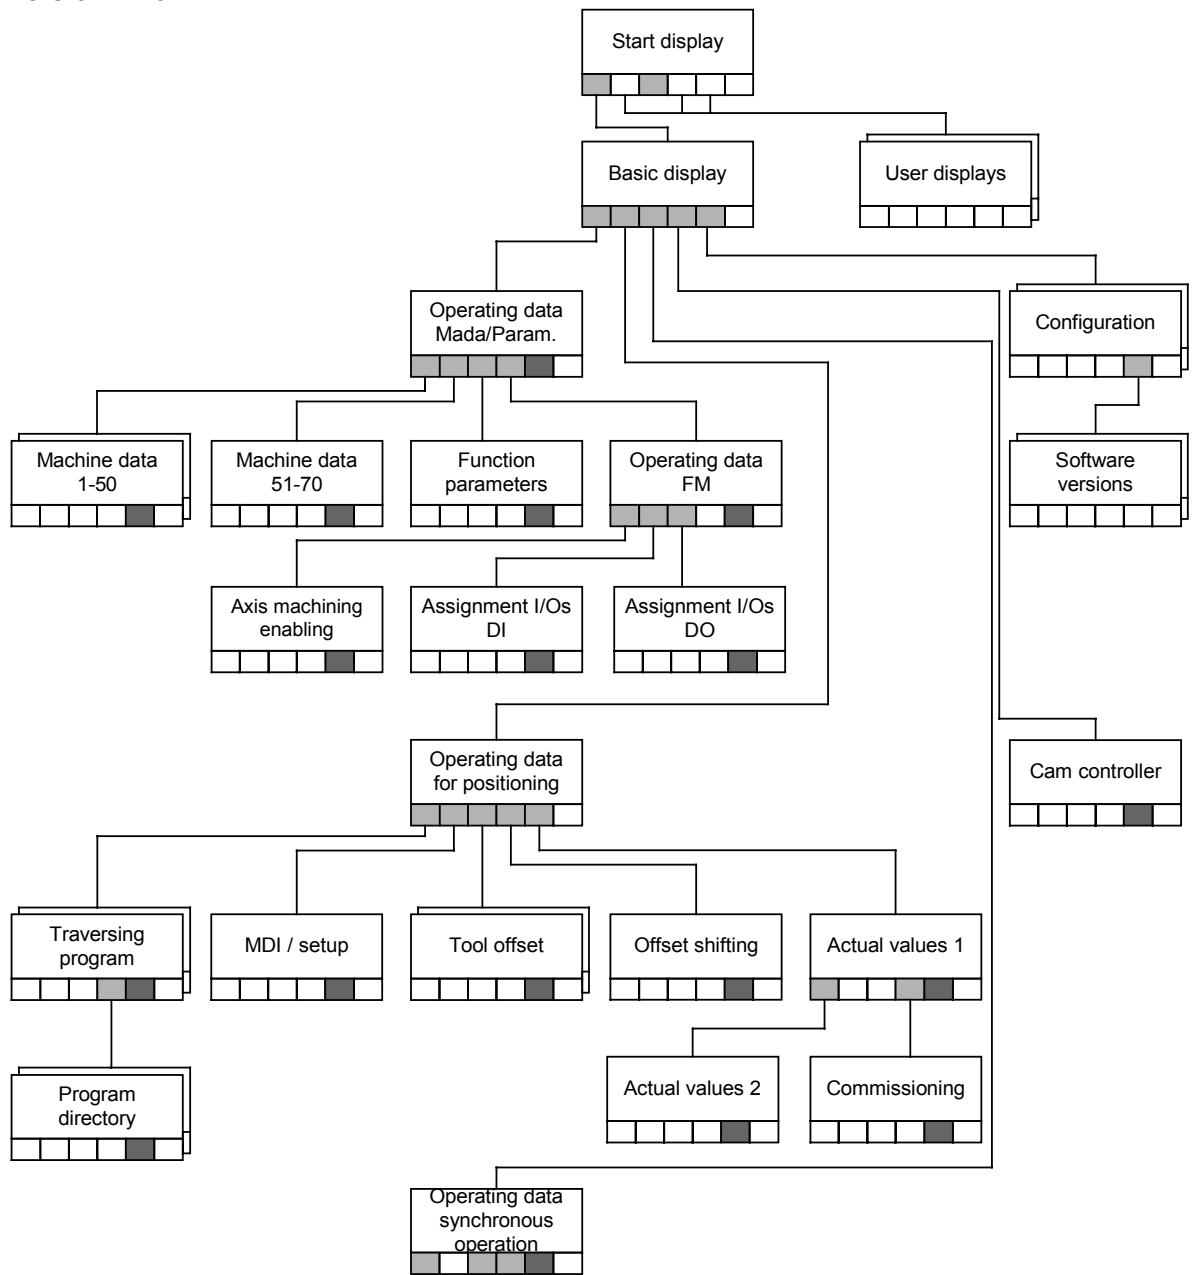 Start display
Basic display
User displays
Operating data
Mada/Param.
Configuration
Machine data
1-50
Machine data
51-70
Function
parameters
Operating data
FM
Software
versions
Axis machining
enabling
Assignment I/Os
DI
Assignment I/Os
DO
Operating data
for positioning
Cam controller
Traversing
program
MDI / setup
Tool offset
Offset shifting
Actual values 1
Program
directory
Actual values 2
Commissioning
Operating data
synchronous
operation